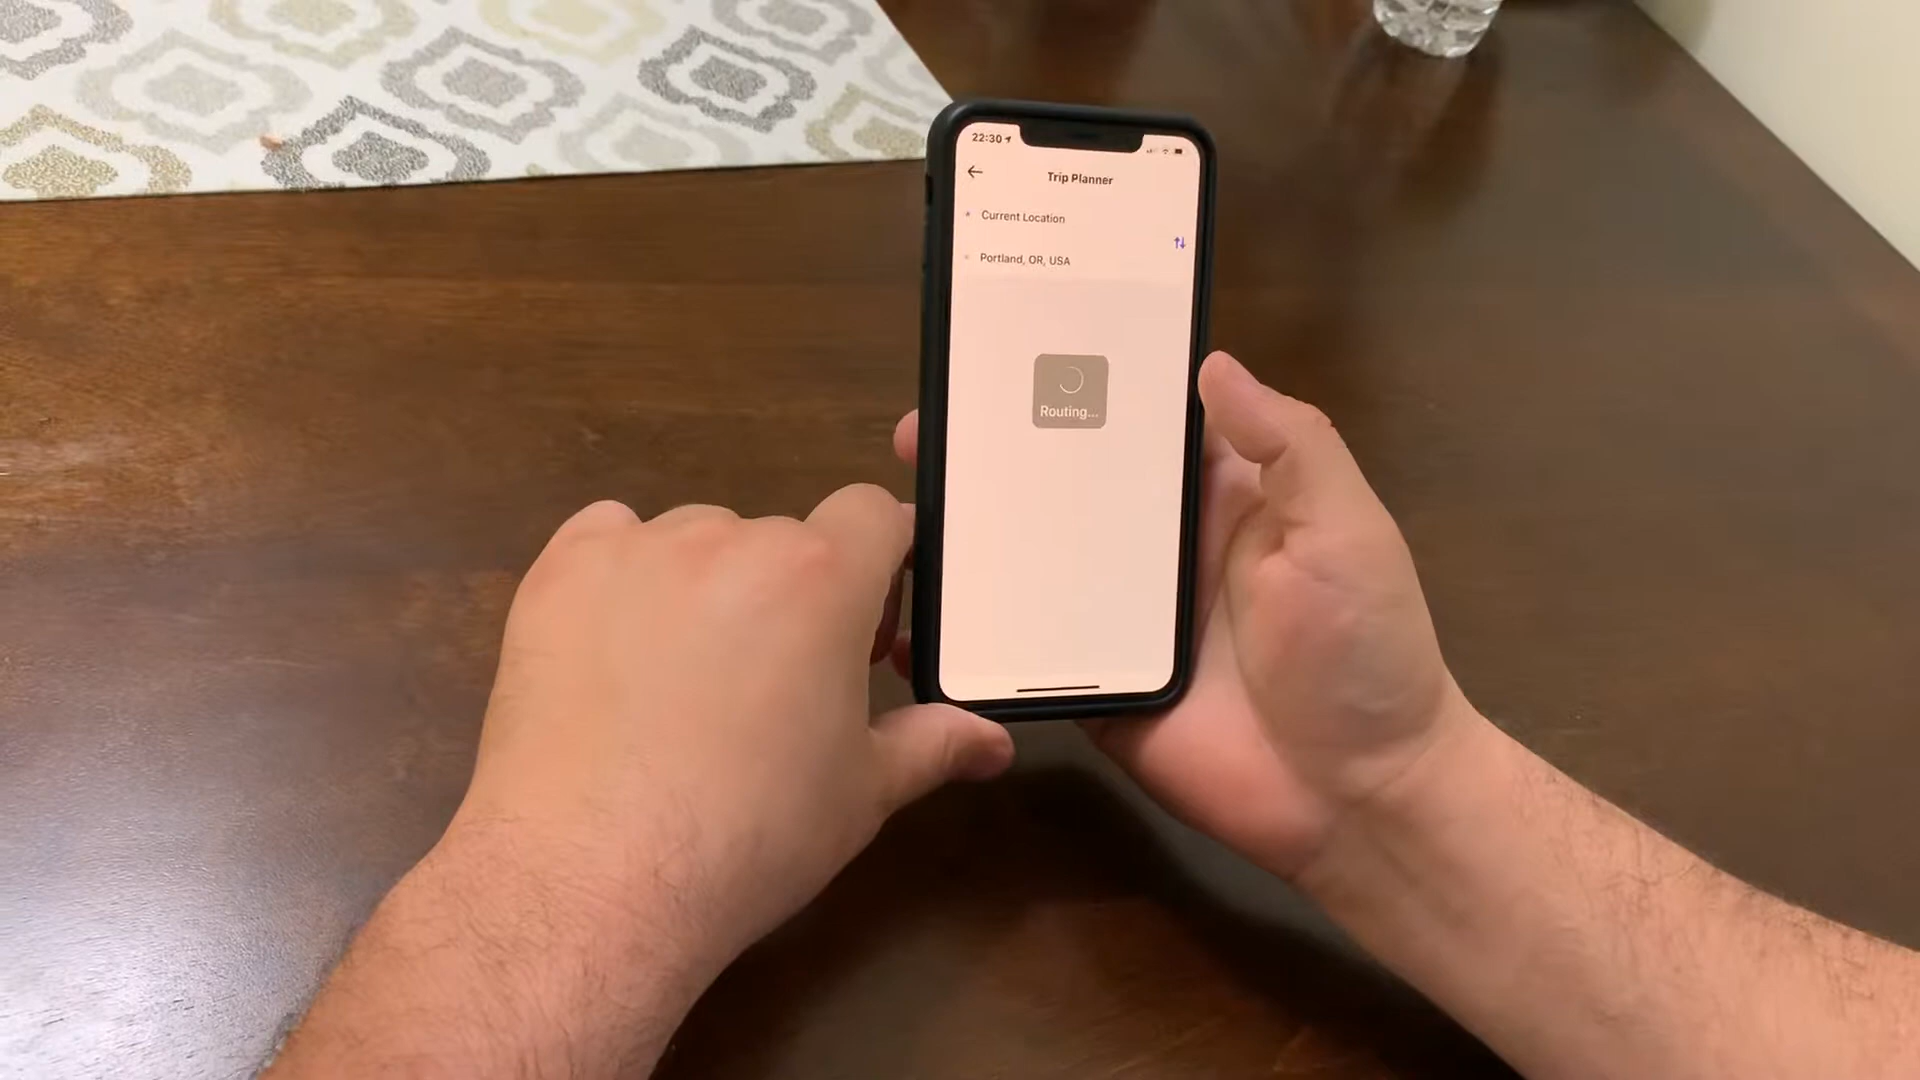 22:30
Trip Planner
Current Location
Portland, OR, USA
Routing...